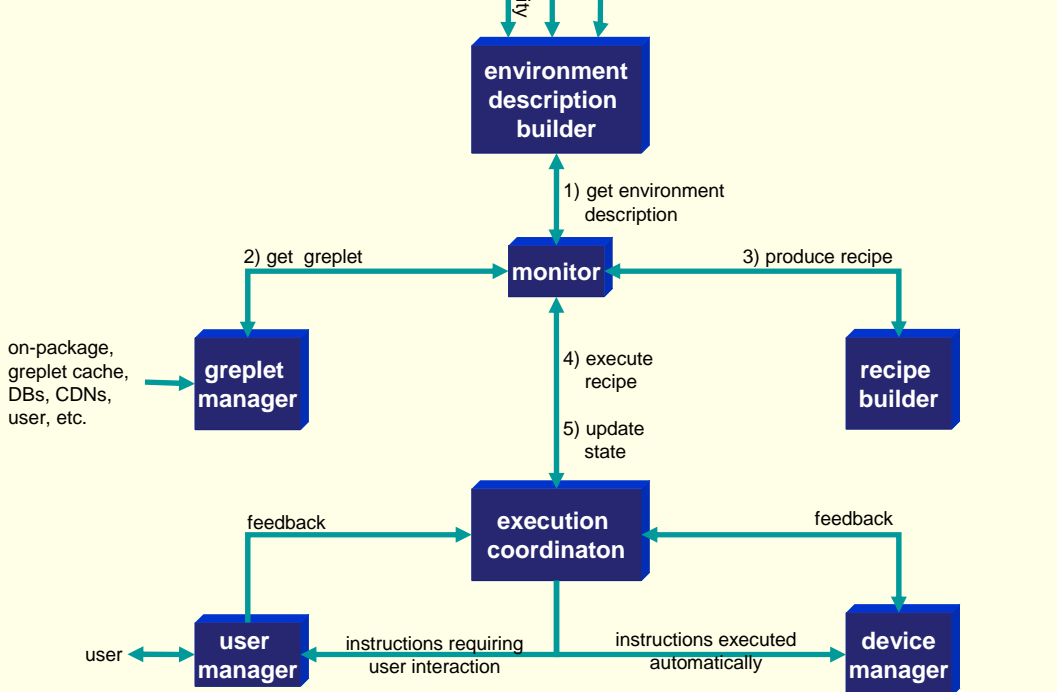 environment
description
builder
1) get environment
description
2) get greplet
monitor
3) produce recipe
on-package,
greplet cache,
DBs, CDNs,
user, etc.
greplet
manager
4) execute
recipe
recipe
builder
5) update
state
feedback
execution
coordinaton
feedback
user
user
manager
instructions requiring
user interaction
instructions executed
automatically
device
manager